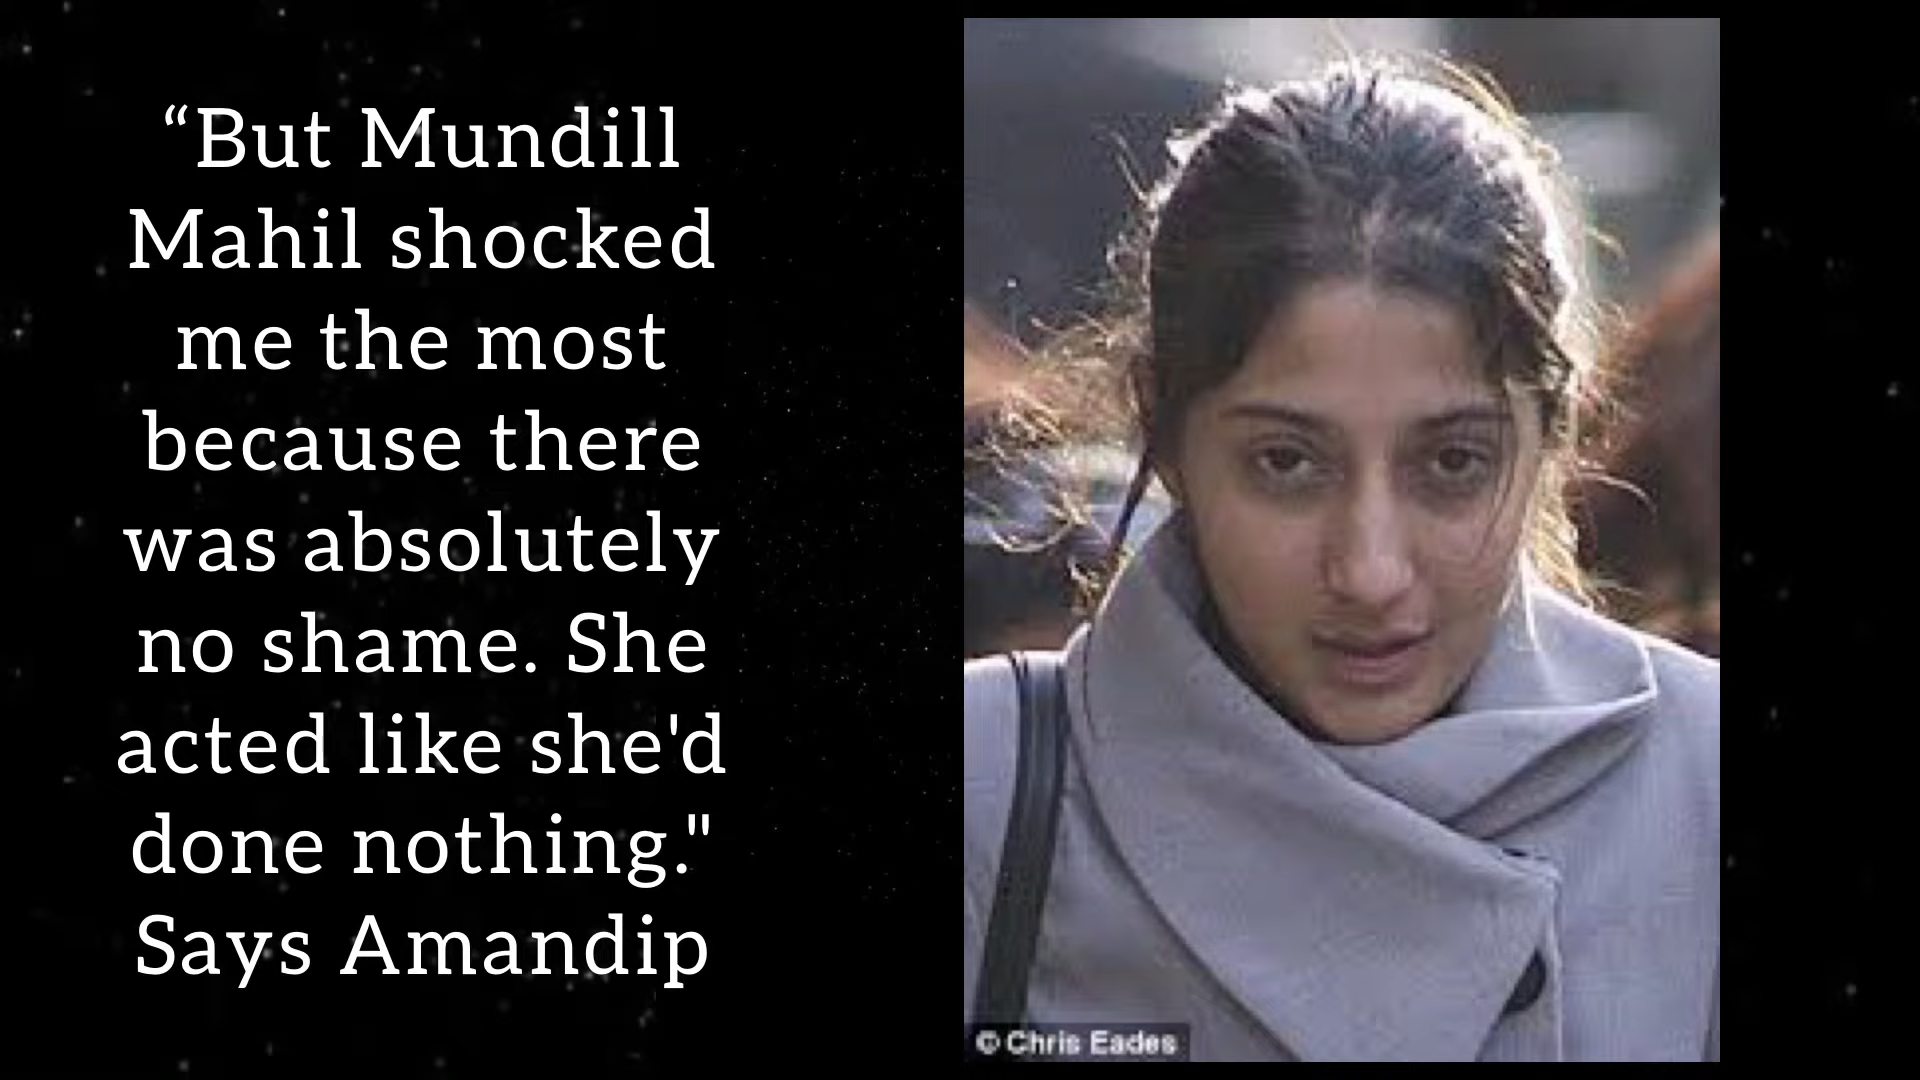 “But Mundill
Mahil shocked
me the most
because there
was absolutely
no shame. She
acted like she'd
done nothing."
Says Amandip
© Chris Eades